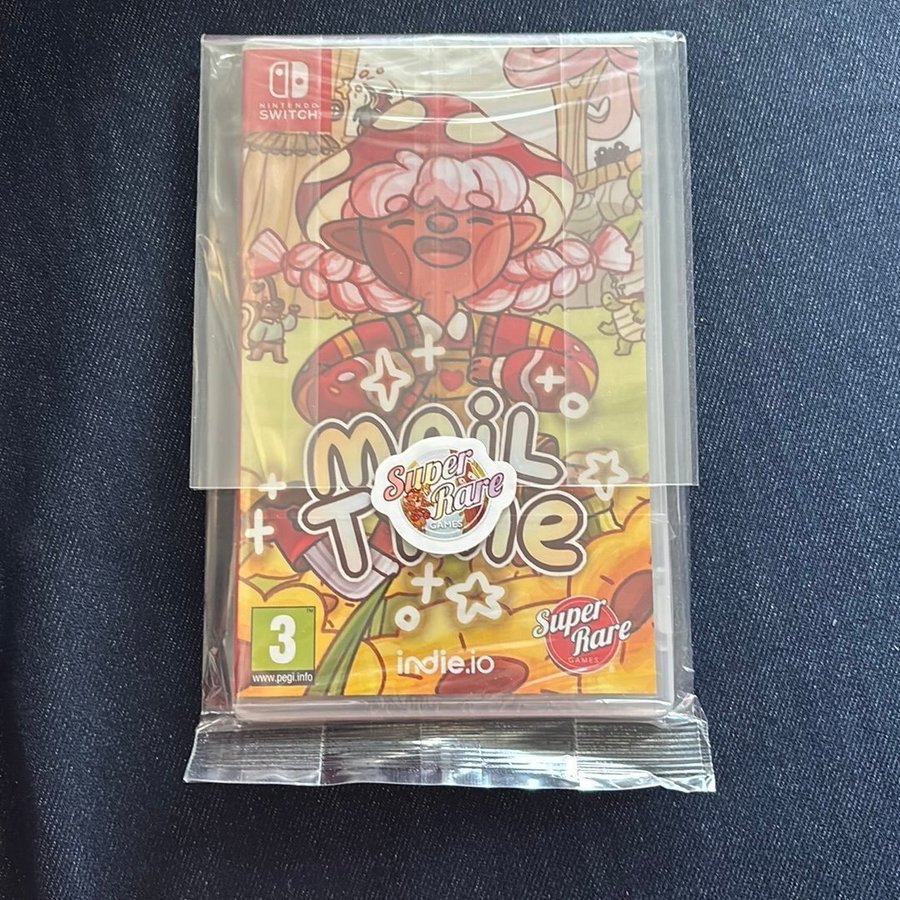 NINTENDO
SWITCH
mail
Time
Super
Rare
GAMES
3
www.pegi.info
indie.io
Super
Rare
GAMES